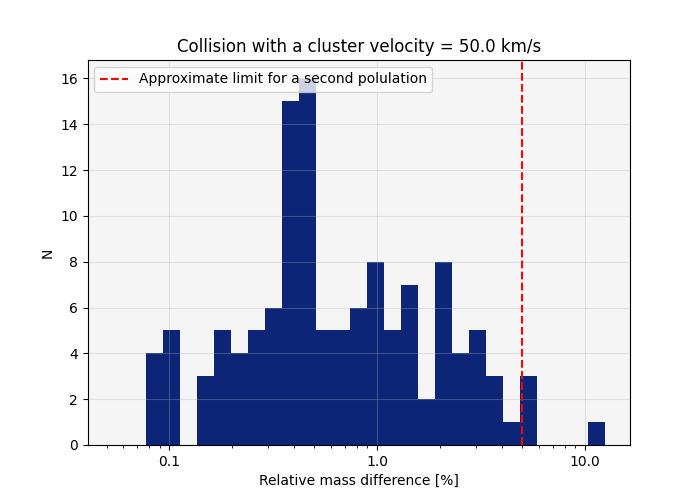 Collision with a cluster velocity = 50.0 km/s
Approximate limit for a second polulation
N
16
14
12
10
8
6
4
2
0
0.1 1.0 10.0
Relative mass difference [%]